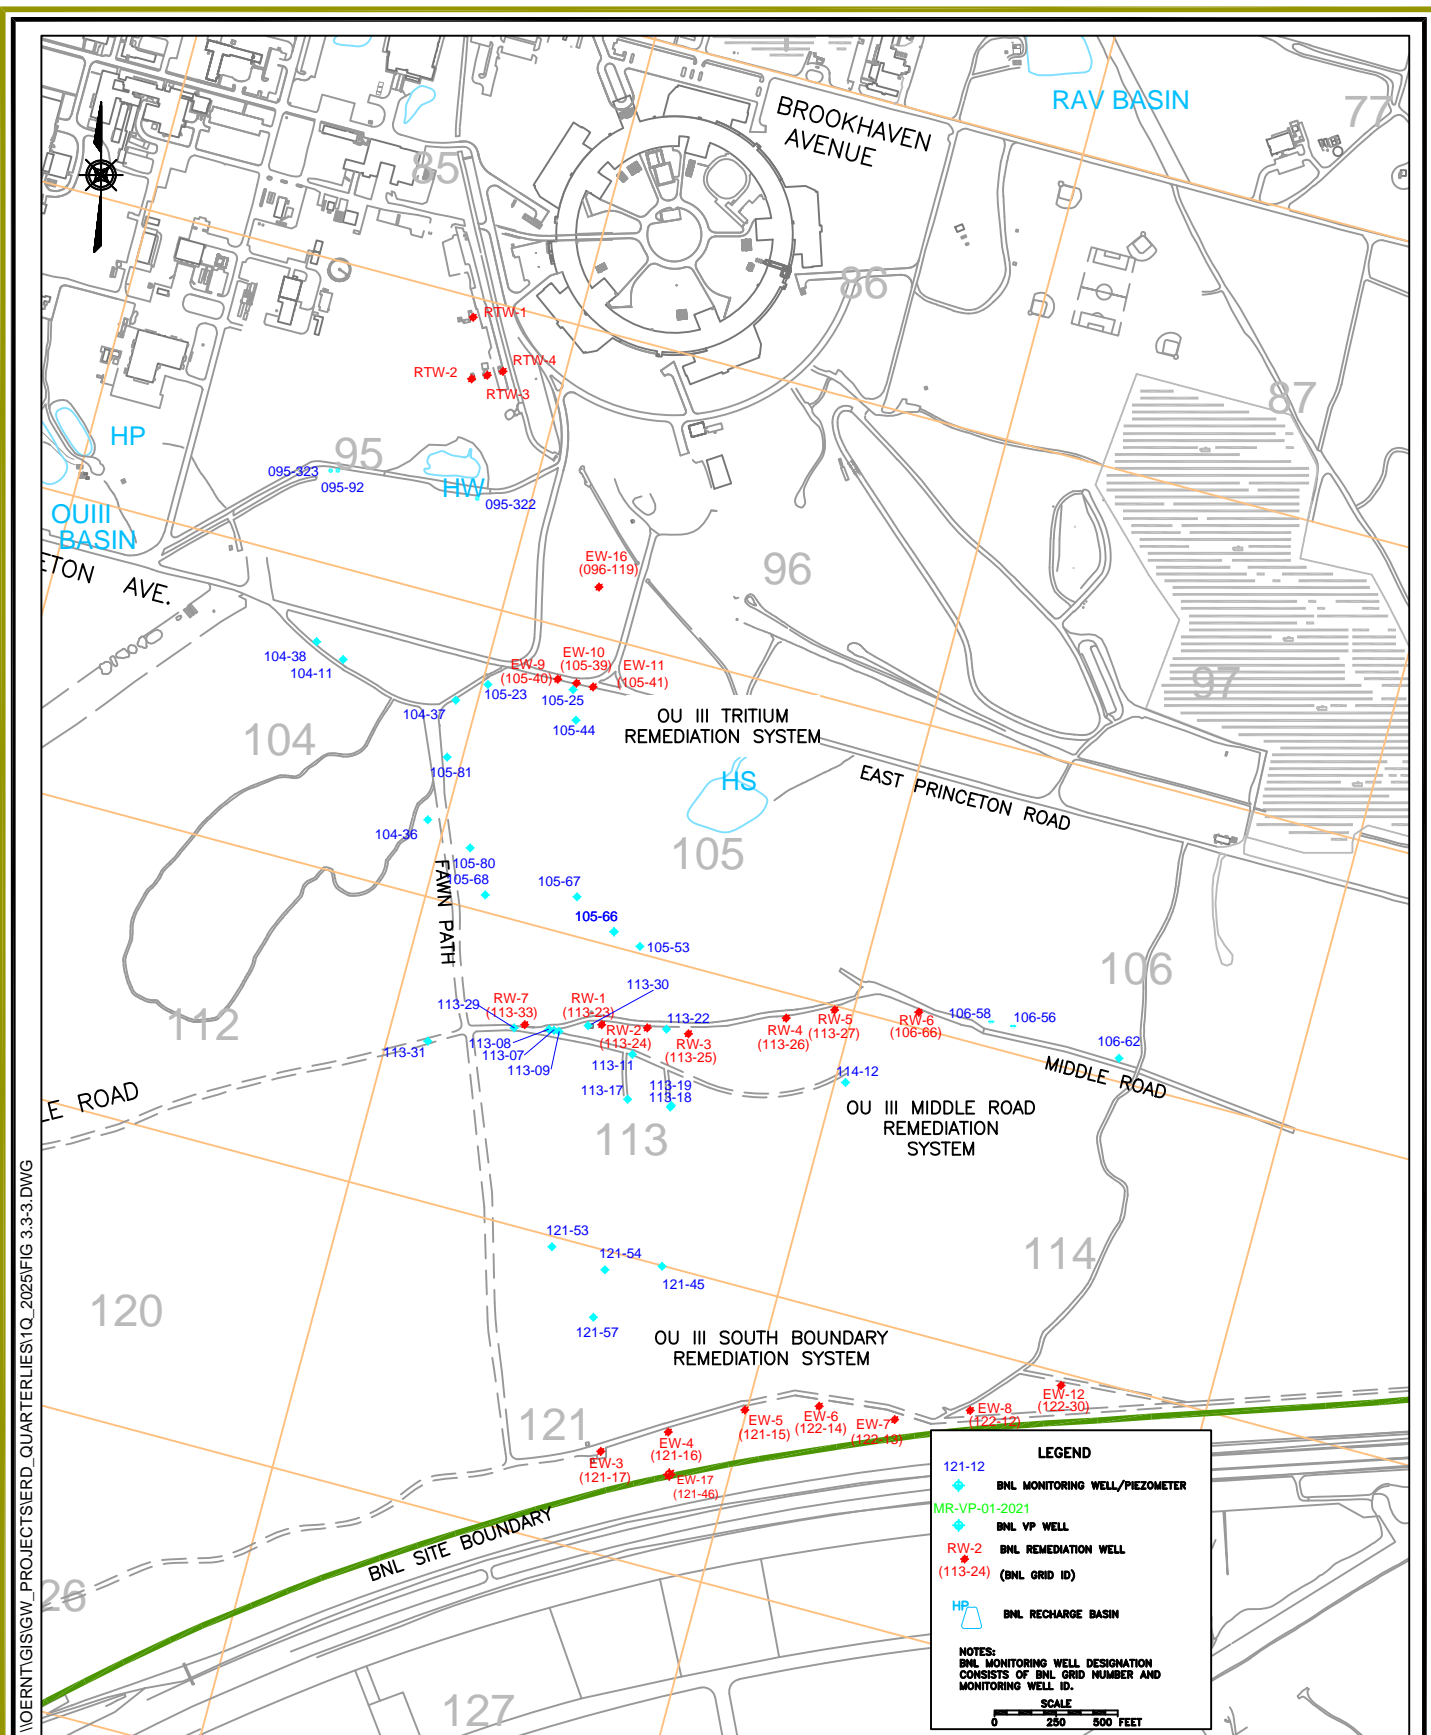 RAV BASIN
77
BROOKHAVEN
AVENUE
85
86
RTW-1
RTW-4
RTW-2
RTW-3
87
HP
95
095-323
095-92
HW
095-322
OUIII
BASIN
ETON AVE.
EW-16
(096-119)
96
104-38
104-11
EW-10
(105-39)
EW-9
(105-40)
EW-11
(105-41)
105-23
105-25
97
104-37
105-44
OU III TRITIUM
REMEDIATION SYSTEM
104
105-81
HS
EAST PRINCETON ROAD
104-36
105
105-80
105-68
FAWN PATH
105-67
105-66
105-53
106
113-30
113-29
RW-7
(113-33)
RW-1
(113-23)
RW-5
(113-27)
106-58
106-56
112
113-22
RW-2
(113-24)
RW-4
(113-26)
RW-6
(106-66)
113-08
113-07
113-09
RW-3
(113-25)
113-31
113-11
106-62
MIDDLE ROAD
114-12
113-17
113-19
113-18
LE ROAD
OU III MIDDLE ROAD
REMEDIATION
SYSTEM
113
121-53
121-54
121-45
114
120
121-57
OU III SOUTH BOUNDARY
REMEDIATION SYSTEM
EW-12
(122-30)
121
EW-5
(121-15)
EW-6
(122-14)
EW-7
(122-13)
EW-8
(122-12)
EW-4
(121-16)
EW-3
(121-17)
EW-17
(121-46)
BNL SITE BOUNDARY
26
127
LEGEND
121-12
BNL MONITORING WELL/PIEZOMETER
MR-VP-01-2021
BNL VP WELL
RW-2
BNL REMEDIATION WELL
(113-24)
(BNL GRID ID)
HP
BNL RECHARGE BASIN
NOTES:
BNL MONITORING WELL DESIGNATION
CONSISTS OF BNL GRID NUMBER AND
MONITORING WELL ID.
SCALE
0 250 500 FEET
\\OERNT\GIS\GW_PROJECTS\ERD_QUARTERLIES\1Q_2025\FIG 3.3-3.DWG